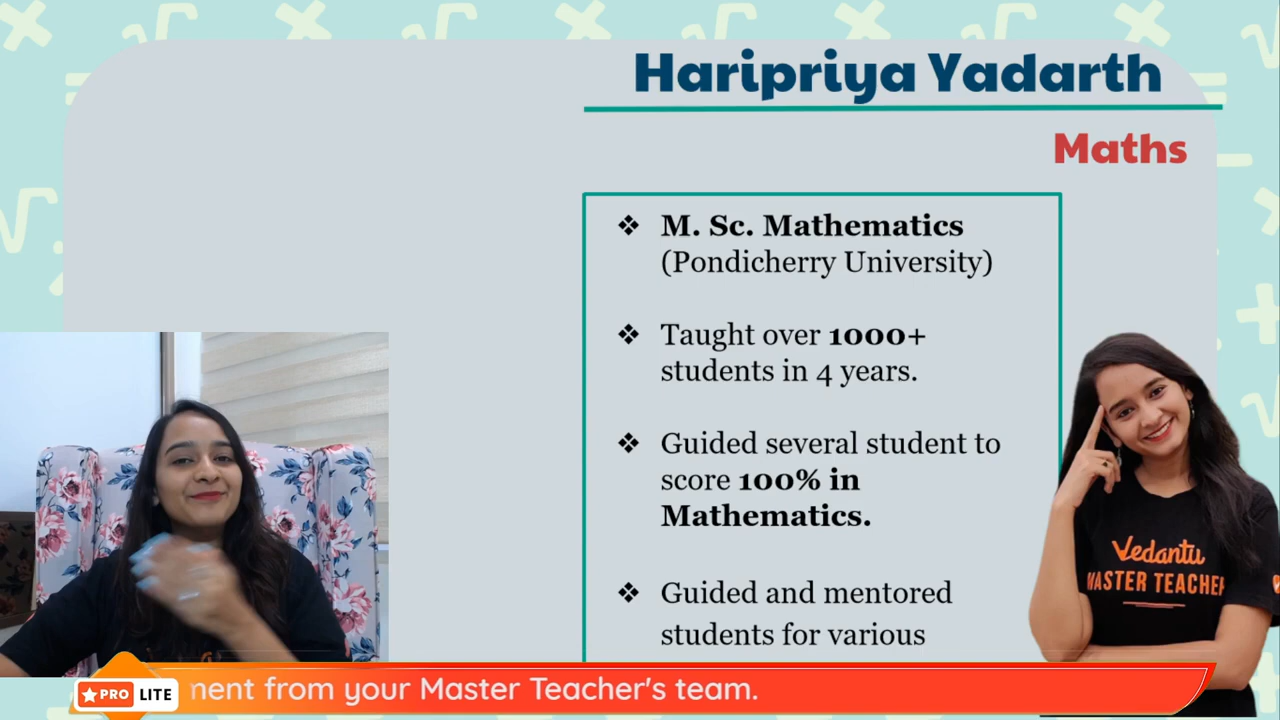 Haripriya Yadarth
Maths
❖ M. Sc. Mathematics
(Pondicherry University)
❖ Taught over 1000+
students in 4 years.
❖ Guided several student to
score 100% in
Mathematics.
❖ Guided and mentored
students for various
Vedantu
MASTER TEACHER
PRO LITE
nent from your Master Teacher's team.